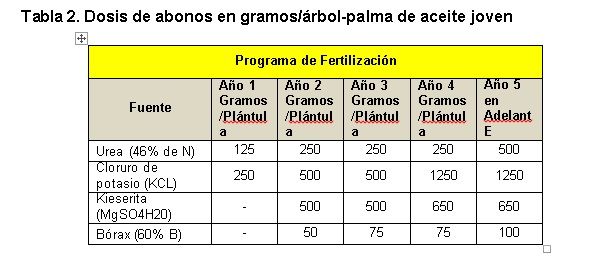 Tabla 2. Dosis de abonos en gramos/árbol-palma de aceite joven
Programa de Fertilización
Fuente
Año 1
Gramos
/Plántul
a
Año 2
Gramos
/Plántul
a
Año 3
Gramos
/Plántul
a
Año 4
Gramos
/Plántul
a
Año 5
en
Adelant
E
Urea (46% de N) 125 250 250 250 500
Cloruro de
potasio (KCL) 250 500 500 1250 1250
Kieserita
(MgSO4H20) - 500 500 650 650
Bórax (60% B) - 50 75 75 100